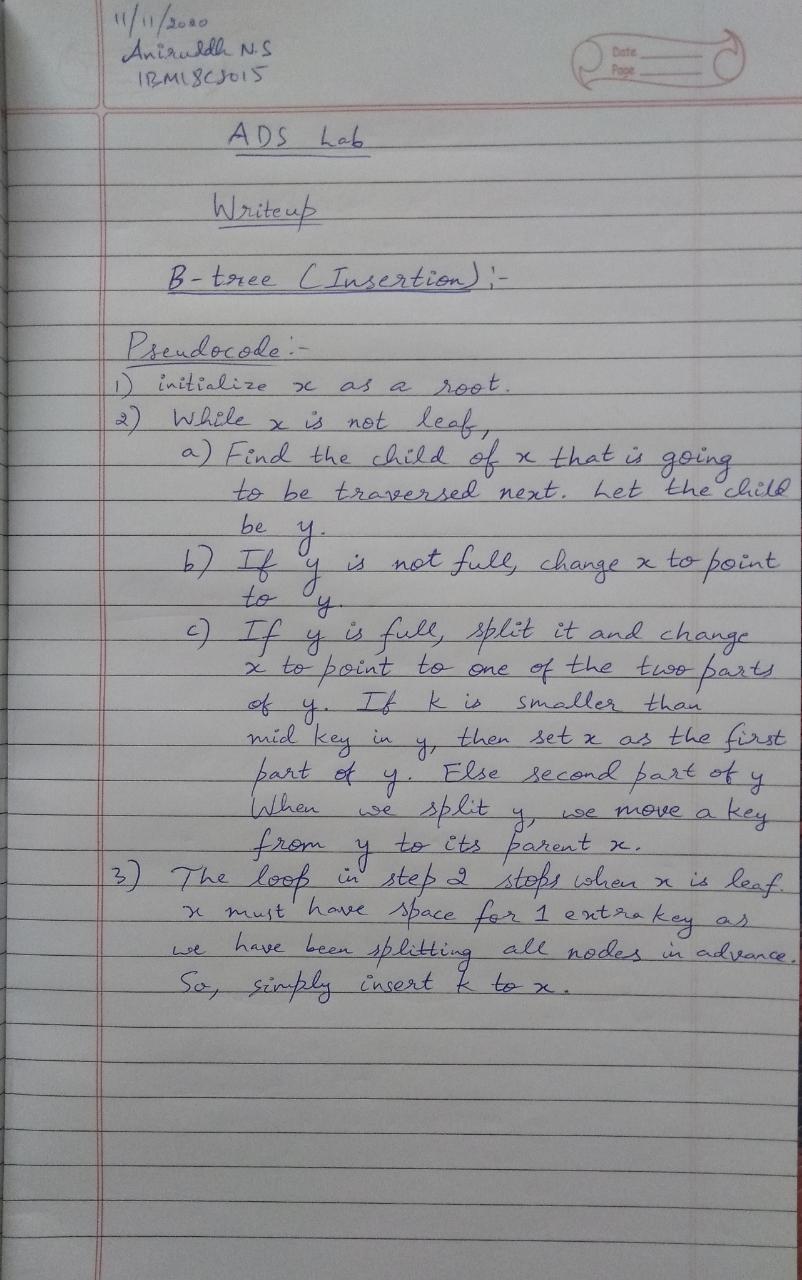 11/11/2020
Aniruddh N.S
1BM18CS015
Date
Page
ADS Lab
Writeup
B-tree (Insertion):-
Pseudocode:-
1) initialize x as a root.
2) While x is not leaf,
a) Find the child of x that is going
to be traversed next. Let the child
be y.
b) If y is not full, change x to point
to y.
c) If y is full, split it and change
x to point to one of the two parts
of y. If k is smaller than
mid key in y, then set x as the first
part of y. Else second part of y
When we split y, we move a key
from y to its parent x.
3) The loop in step 2 stops when x is leaf.
x must have space for 1 extra key as
we have been splitting all nodes in advance.
So, simply insert k to x.